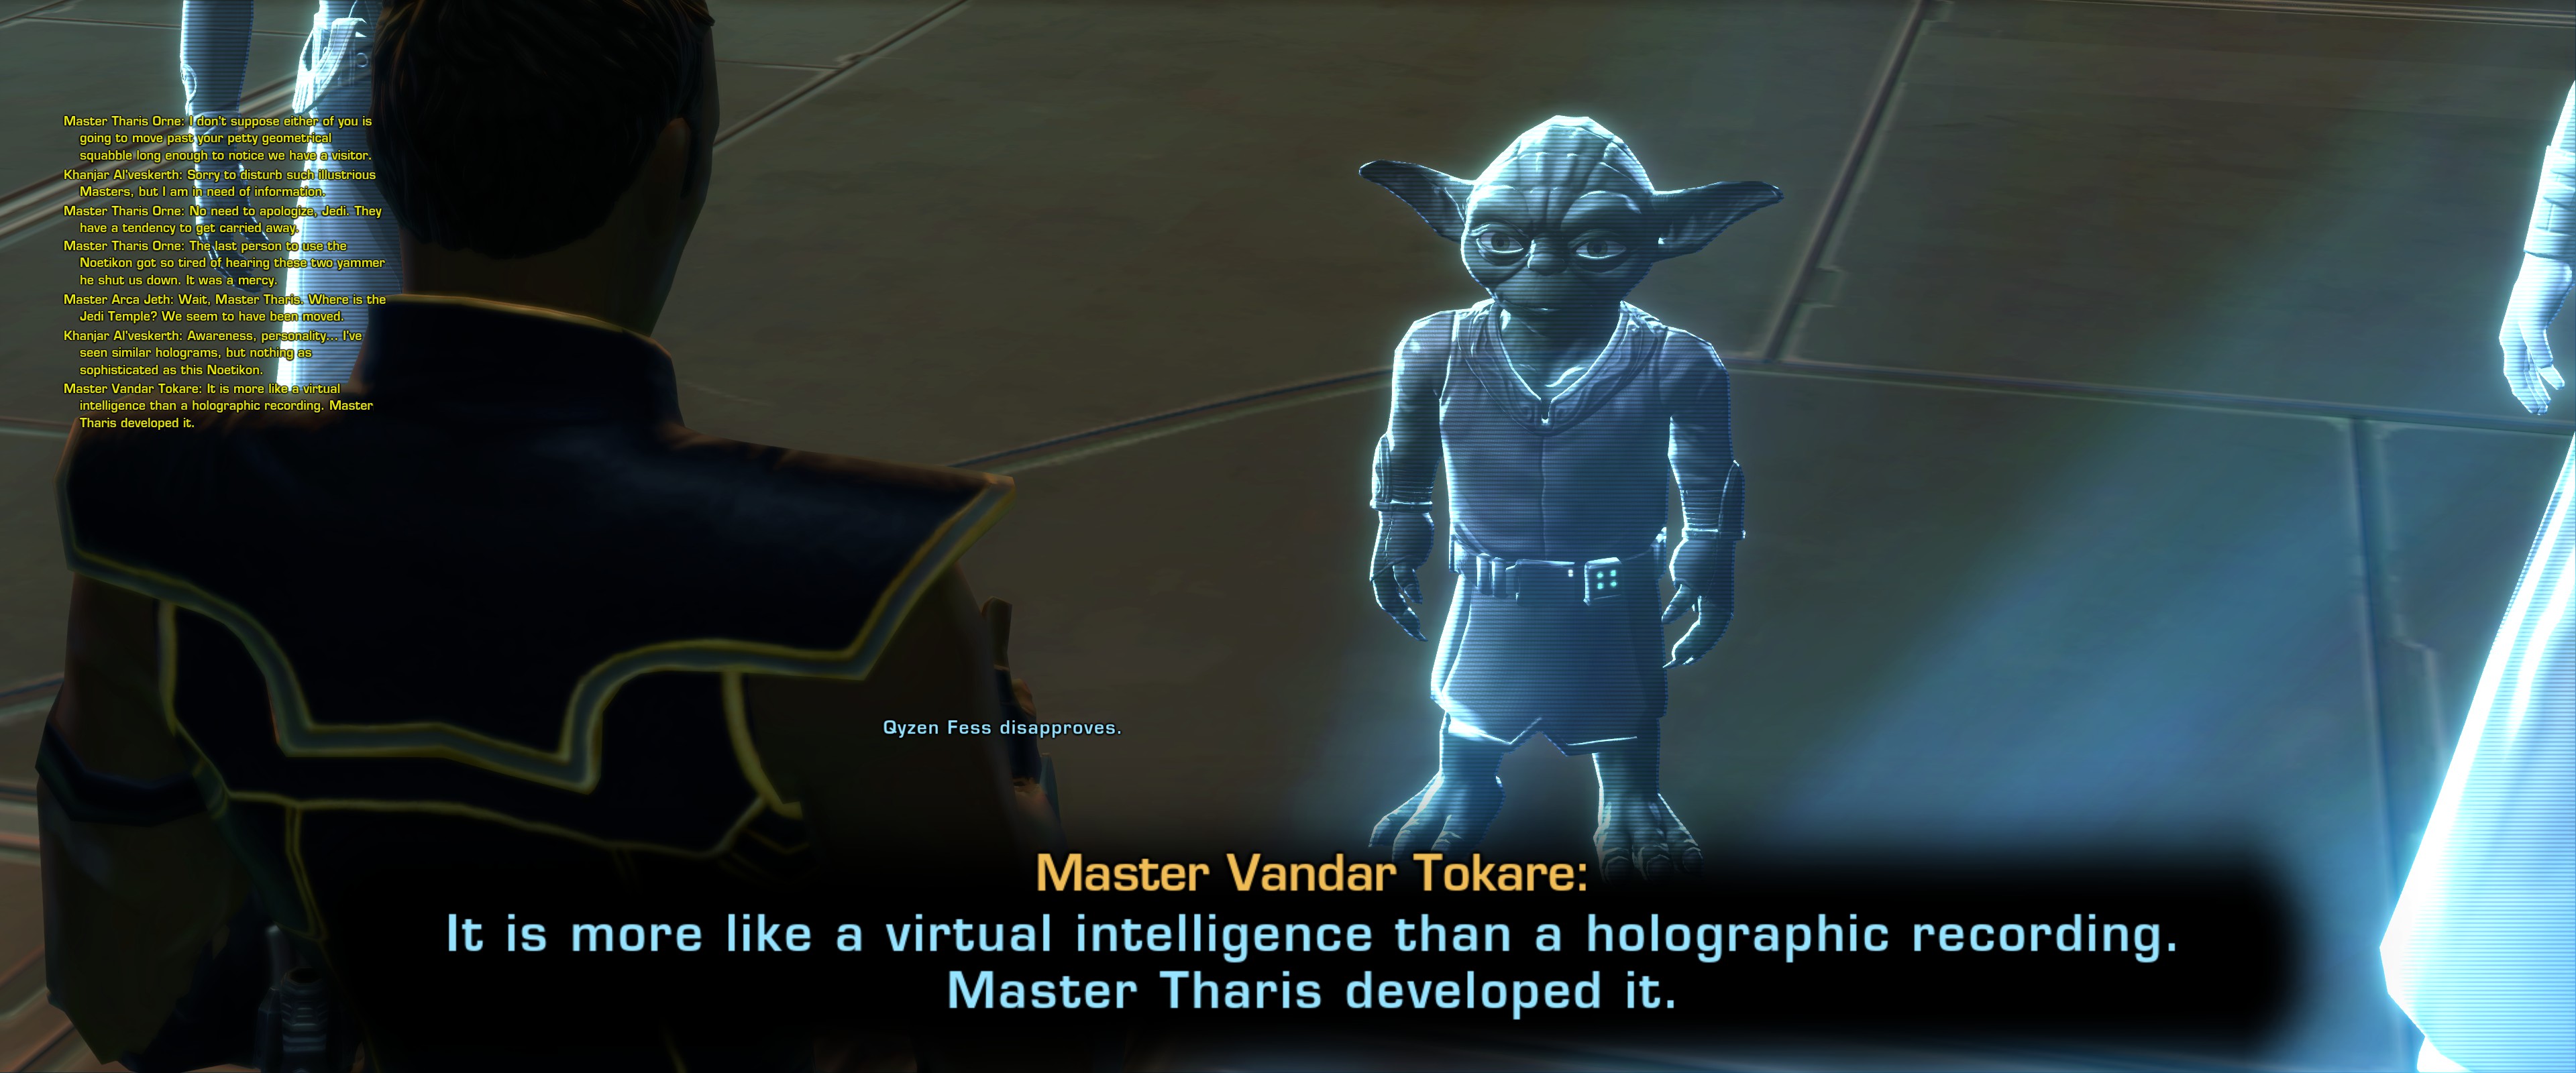 Master Tharis Orne: I don't suppose either of you is
going to move past your petty geometrical
squabble long enough to notice we have a visitor.
Khanjar Al'veskerth: Sorry to disturb such illustrious
Masters, but I am in need of information.
Master Tharis Orne: No need to apologize, Jedi. They
have a tendency to get carried away.
Master Tharis Orne: The last person to use the
Noetikon got so tired of hearing these two yammer
he shut us down. It was a mercy.
Master Arca Jeth: Wait, Master Tharis. Where is the
Jedi Temple? We seem to have been moved.
Khanjar Al'veskerth: Awareness, personality... I've
seen similar holograms, but nothing as
sophisticated as this Noetikon.
Master Vandar Tokare: It is more like a virtual
intelligence than a holographic recording. Master
Tharis developed it.
Qyzen Fess disapproves.
Master Vandar Tokare:
It is more like a virtual intelligence than a holographic recording.
Master Tharis developed it.